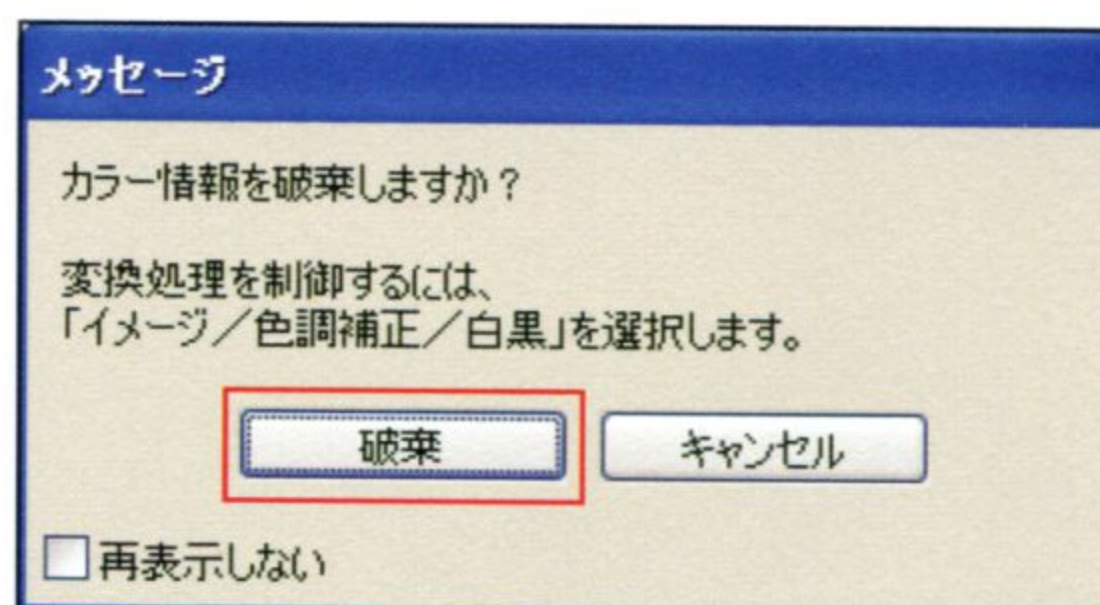 メッセージ
カラー情報を破棄しますか？
変換処理を制御するには、
「イメージ／色調補正／白黒」を選択します。
破棄
キャンセル
再表示しない